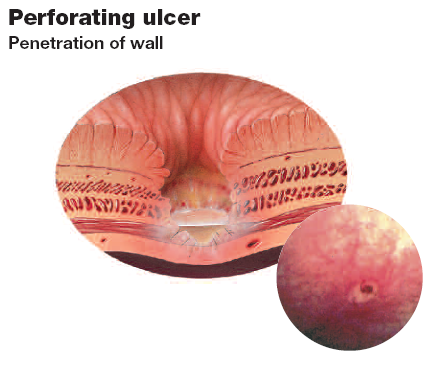 Perforating ulcer
Penetration of wall